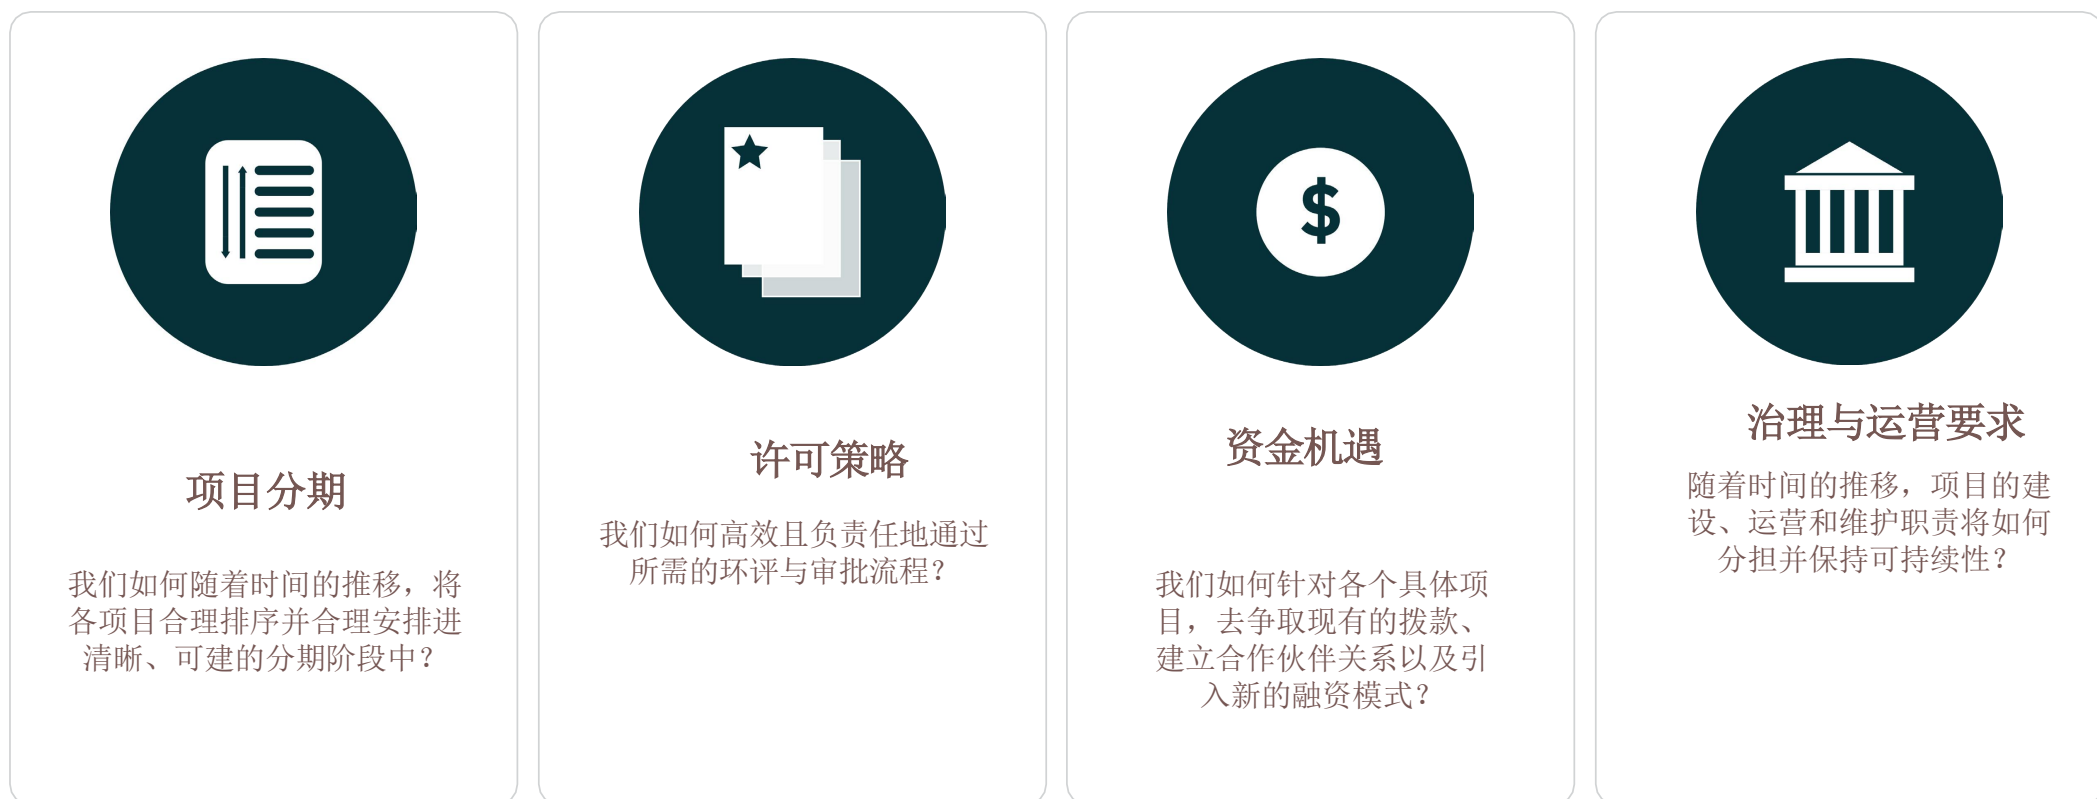 项目分期
我们如何随着时间的推移，将
各项目合理排序并合理安排进
清晰、可建的分期阶段中？
许可策略
我们如何高效且负责任地通过
所需的环评与审批流程？
$
资金机遇
我们如何针对各个具体项
目，去争取现有的拨款、
建立合作伙伴关系以及引
入新的融资模式？
治理与运营要求
随着时间的推移，项目的建
设、运营和维护职责将如何
分担并保持可持续性？